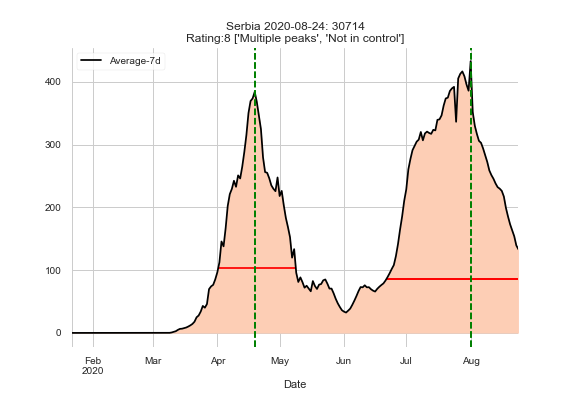 Serbia 2020-08-24: 30714
Rating:8 ['Multiple peaks', 'Not in control']
Average-7d
400
300
200
100
0
Feb Mar Apr May Jun Jul Aug
2020
Date